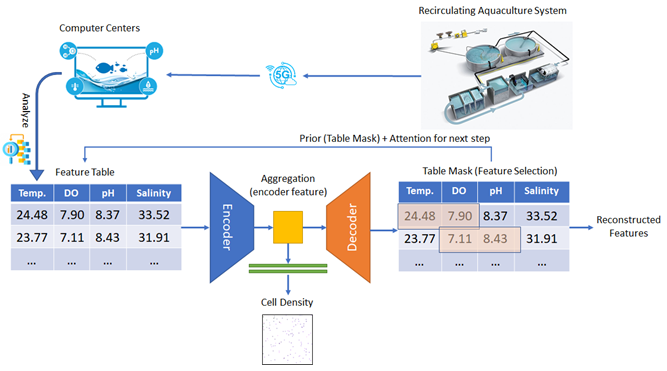 Recirculating Aquaculture System
Computer Centers
pH
5G
Analyze
Prior (Table Mask) + Attention for next step
Feature Table
Aggregation
(encoder feature)
Table Mask (Feature Selection)
Temp. DO pH Salinity
24.48 7.90 8.37 33.52
23.77 7.11 8.43 31.91
... ... ... ...
Encoder
Decoder
Temp. DO pH Salinity
24.48 7.90 8.37 33.52
23.77 7.11 8.43 31.91
... ... ... ...
Reconstructed
Features
Cell Density